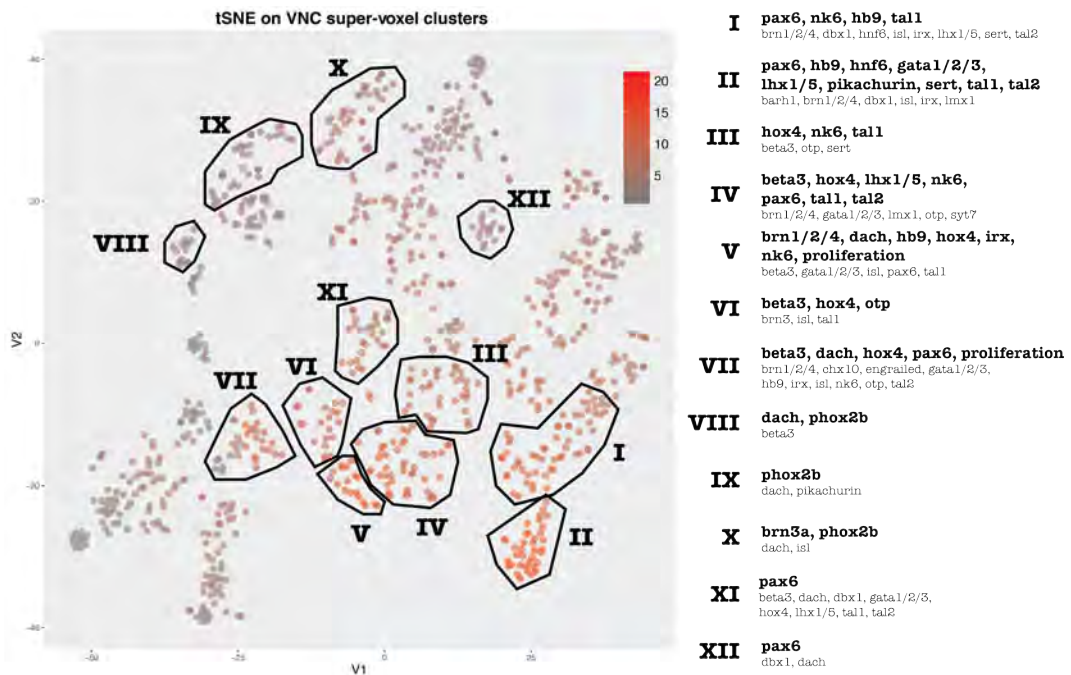 tSNE on VNC super-voxel clusters
40
20
0
-20
-40
-50
-25
0
25
V1
V2
20
15
10
5
X
IX
XII
VIII
XI
III
VI
VII
I
V
IV
II
I
pax6, nk6, hb9, tal1
brn1/2/4, dbx1, hnf6, isl, irx, lhx1/5, sert, tal2
II
pax6, hb9, hnf6, gata1/2/3,
lhx1/5, pikachurin, sert, tal1, tal2
barh1, brn1/2/4, dbx1, isl, irx, lmx1
III
hox4, nk6, tal1
beta3, otp, sert
IV
beta3, hox4, lhx1/5, nk6,
pax6, tal1, tal2
brn1/2/4, gata1/2/3, lmx1, otp, syt7
V
brn1/2/4, dach, hb9, hox4, irx,
nk6, proliferation
beta3, gata1/2/3, isl, pax6, tal1
VI
beta3, hox4, otp
brn3, isl, tal1
VII
beta3, dach, hox4, pax6, proliferation
brn1/2/4, chx10, engrailed, gata1/2/3,
hb9, irx, isl, nk6, otp, tal2
VIII
dach, phox2b
beta3
IX
phox2b
dach, pikachurin
X
brn3a, phox2b
dach, isl
XI
pax6
beta3, dach, dbx1, gata1/2/3,
hox4, lhx1/5, tal1, tal2
XII
pax6
dbx1, dach